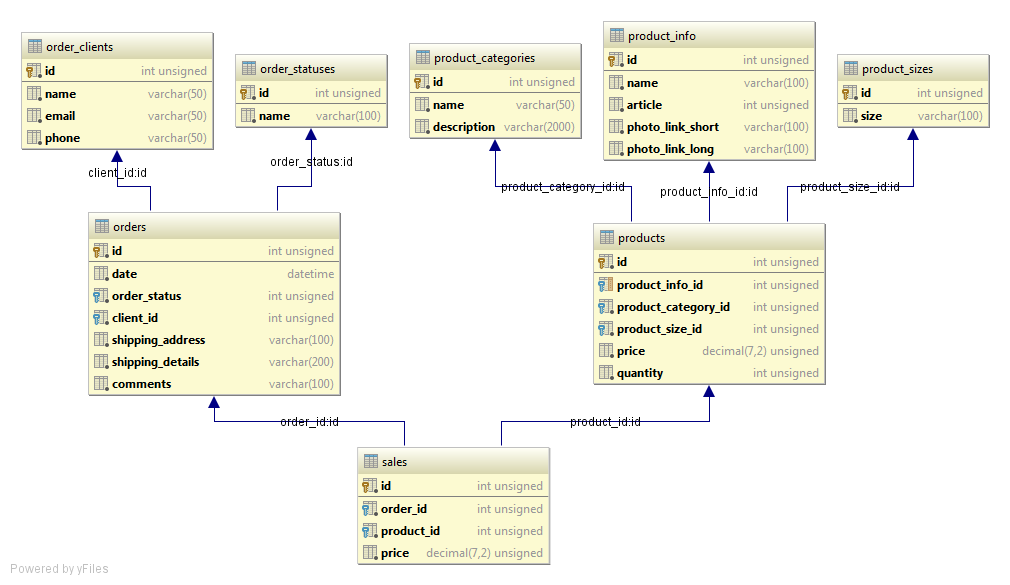 order_clients
id int unsigned
name varchar(50)
email varchar(50)
phone varchar(50)
order_statuses
id int unsigned
name varchar(100)
product_categories
id int unsigned
name varchar(50)
description varchar(2000)
product_info
id int unsigned
name varchar(100)
article int unsigned
photo_link_short varchar(100)
photo_link_long varchar(100)
product_sizes
id int unsigned
size varchar(100)
client_id:id
order_status:id
product_category_id:id
product_info_id:id
product_size_id:id
orders
id int unsigned
date datetime
order_status int unsigned
client_id int unsigned
shipping_address varchar(100)
shipping_details varchar(200)
comments varchar(100)
products
id int unsigned
product_info_id int unsigned
product_category_id int unsigned
product_size_id int unsigned
price decimal(7,2) unsigned
quantity int unsigned
order_id:id
product_id:id
sales
id int unsigned
order_id int unsigned
product_id int unsigned
price decimal(7,2) unsigned
Powered by yFiles